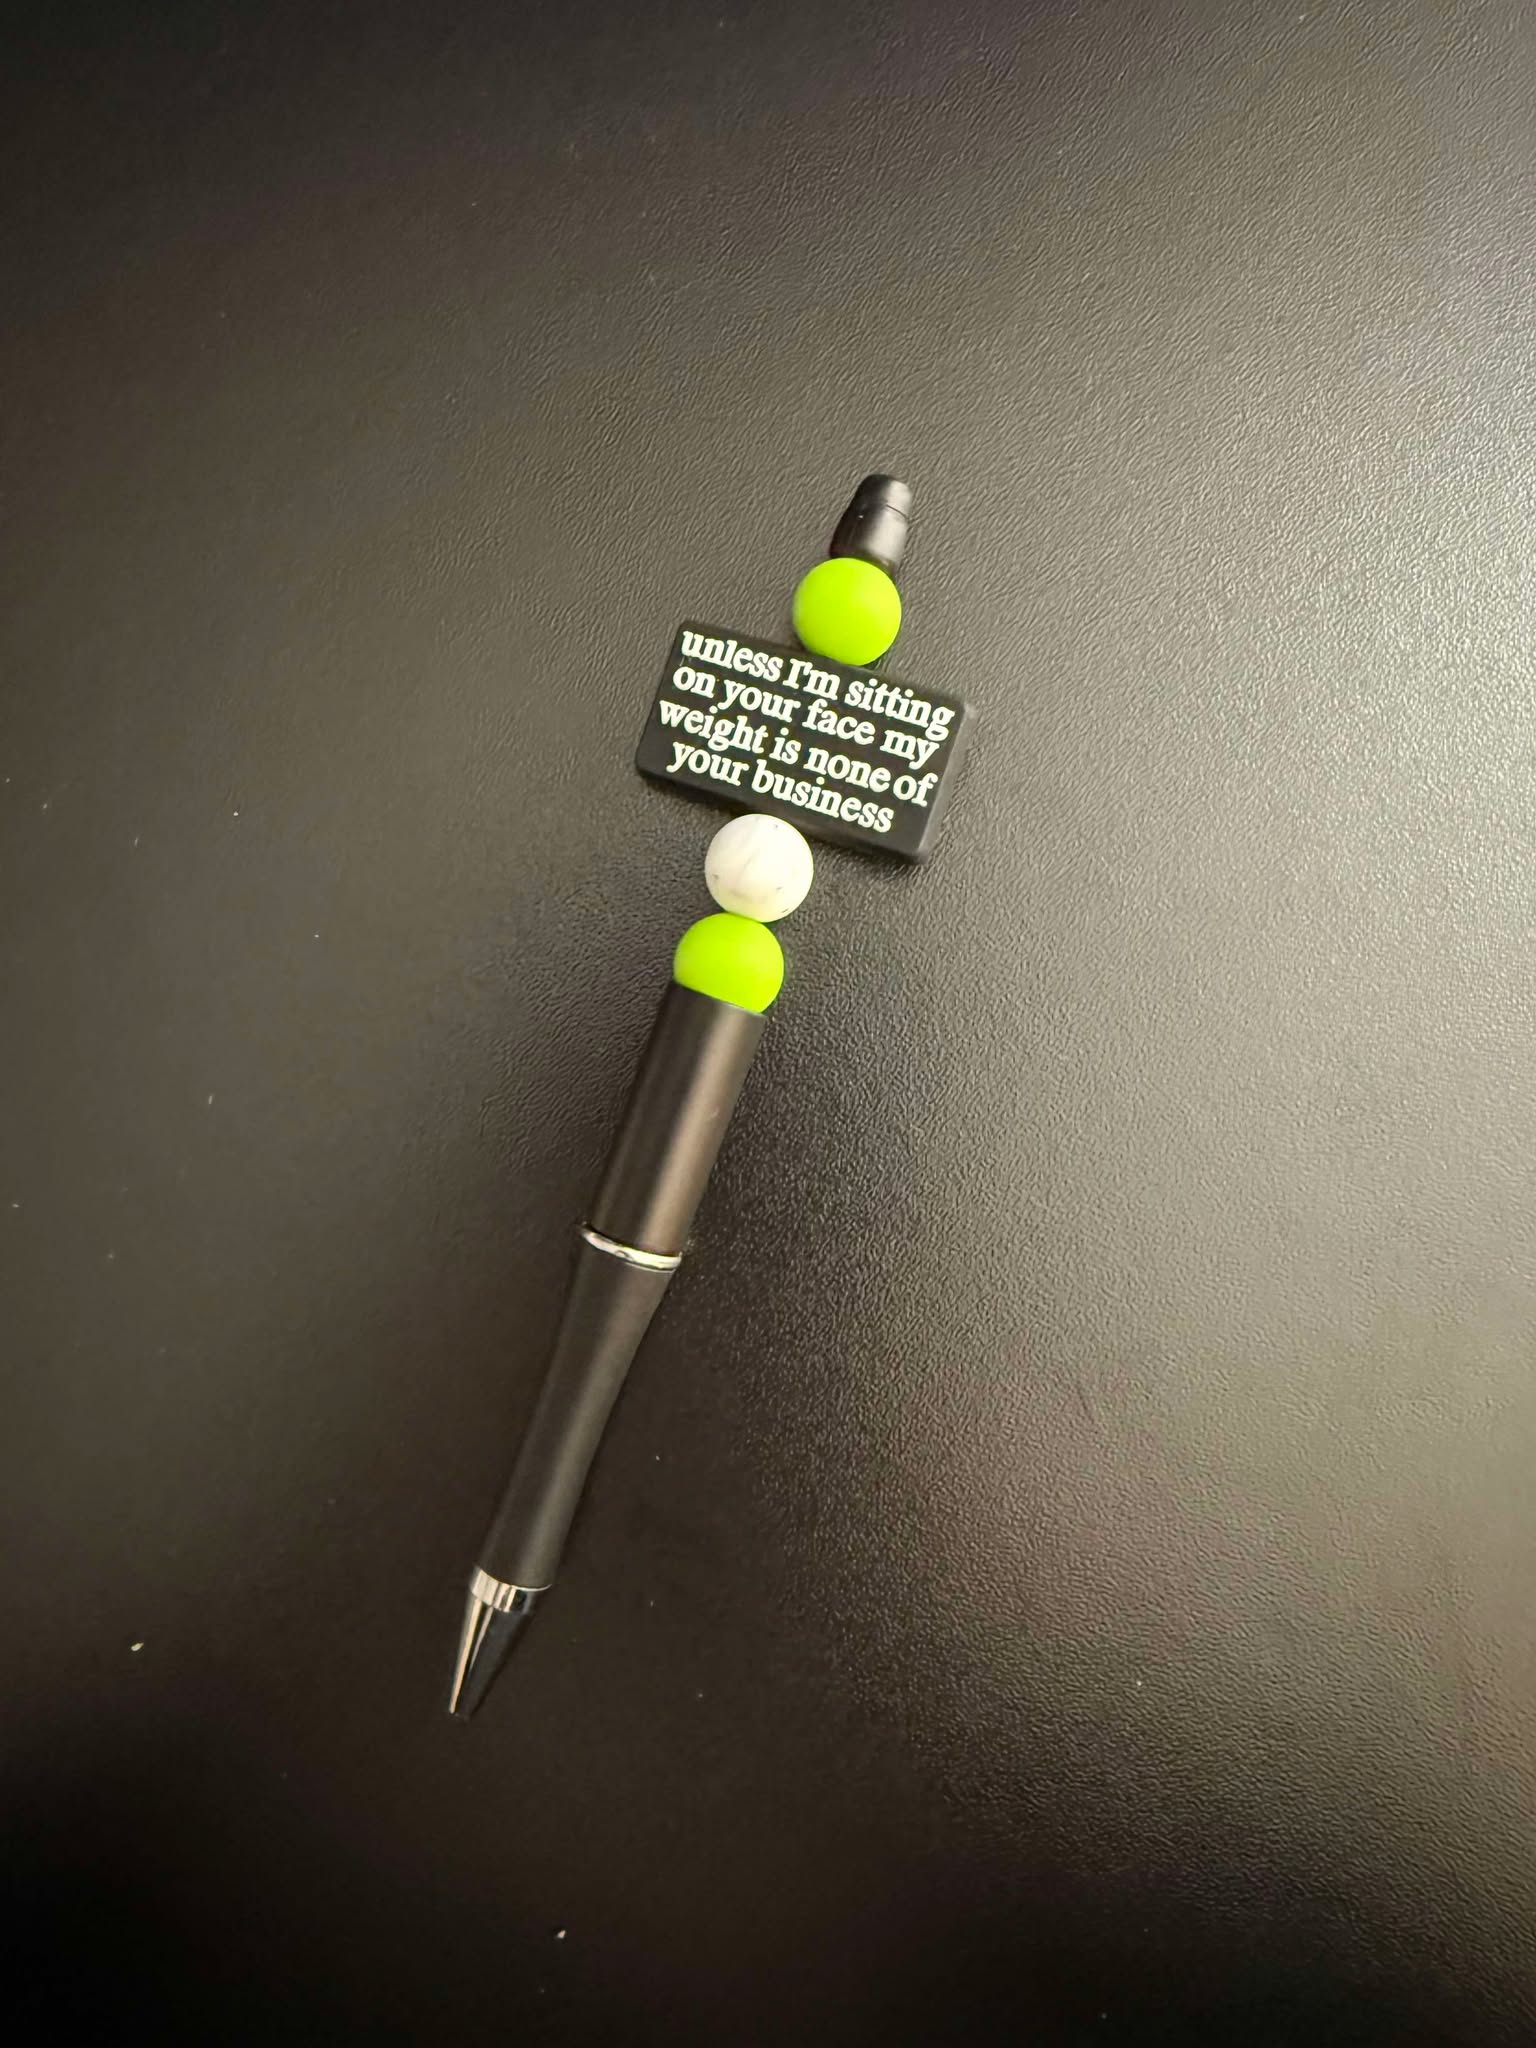 unless I'm sitting
on your face my
weight is none of
your business